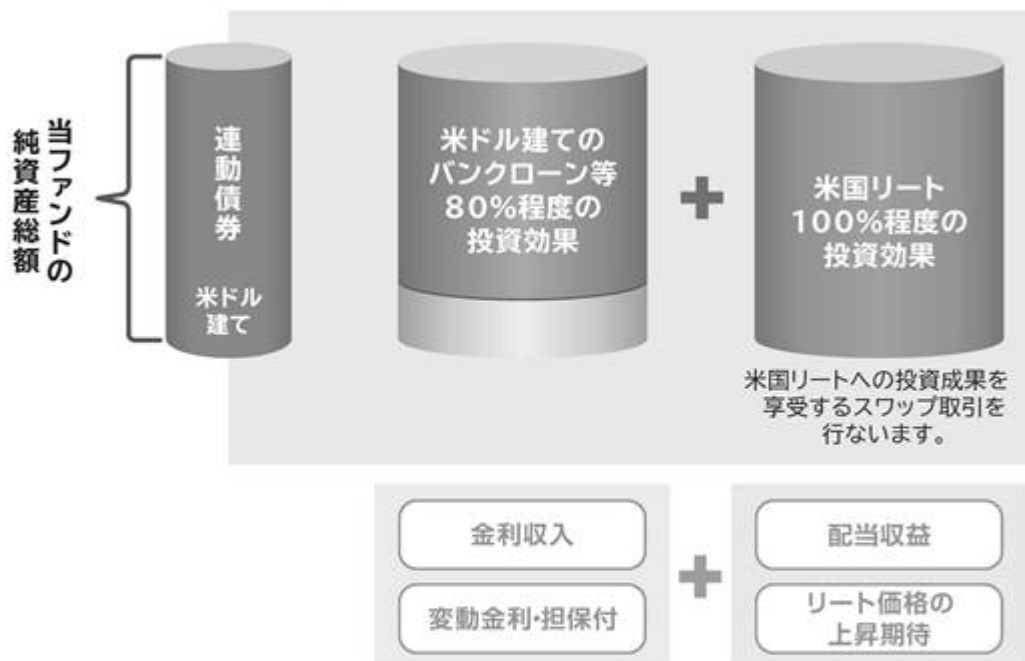 当ファンドの
純資産総額
連動債券
米ドル
建て
米ドル建ての
バンクローン等
80%程度の
投資効果
+
米国リート
100%程度の
投資効果
米国リートへの投資成果を
享受するスワップ取引を
行ないます。
金利収入
変動金利・担保付
+
配当収益
リート価格の
上昇期待